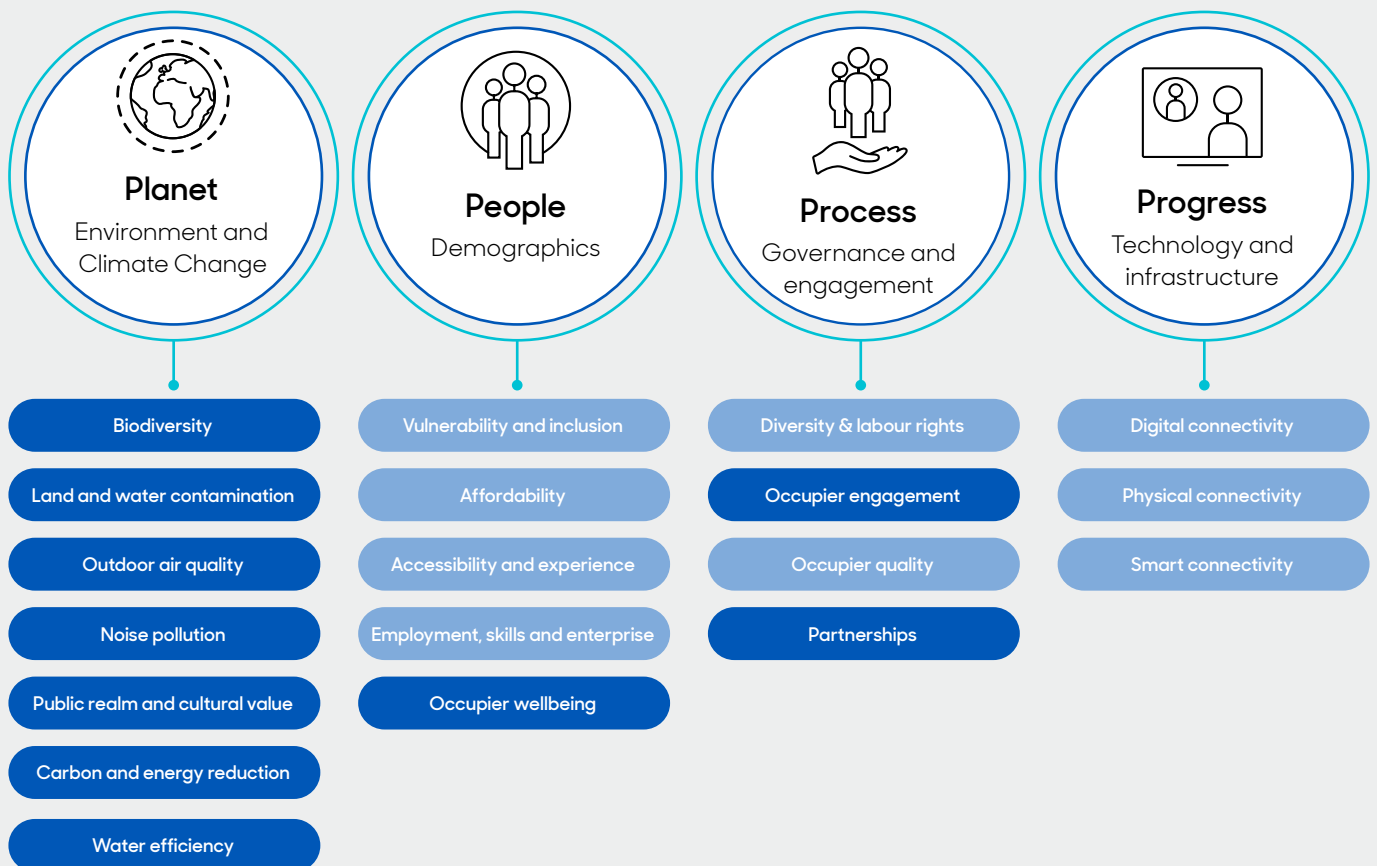 Planet
Environment and
Climate Change
Biodiversity
Land and water contamination
Outdoor air quality
Noise pollution
Public realm and cultural value
Carbon and energy reduction
Water efficiency
People
Demographics
Vulnerability and inclusion
Affordability
Accessibility and experience
Employment, skills and enterprise
Occupier wellbeing
Process
Governance and
engagement
Diversity & labour rights
Occupier engagement
Occupier quality
Partnerships
Progress
Technology and
infrastructure
Digital connectivity
Physical connectivity
Smart connectivity